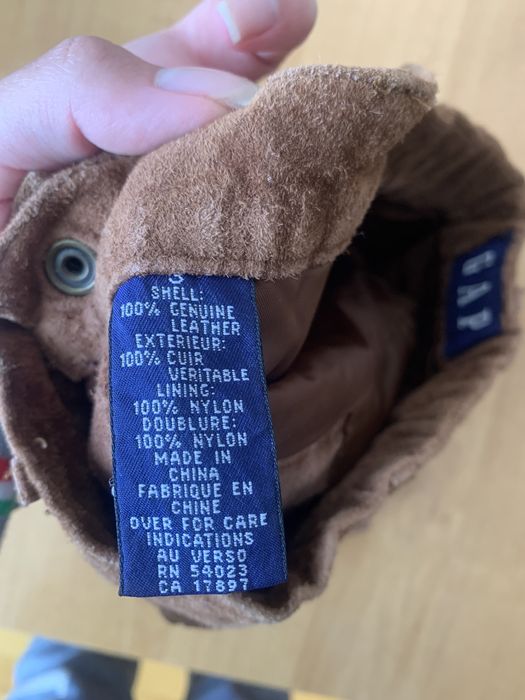 S
SHELL:
100% GENUINE
LEATHER
EXTERIEUR:
100% CUIR
VERITABLE
LINING:
100% NYLON
DOUBLURE:
100% NYLON
MADE IN
CHINA
FABRIQUE EN
CHINE
OVER FOR CARE
INDICATIONS
AU VERSO
RN 54023
CA 17897
GAP